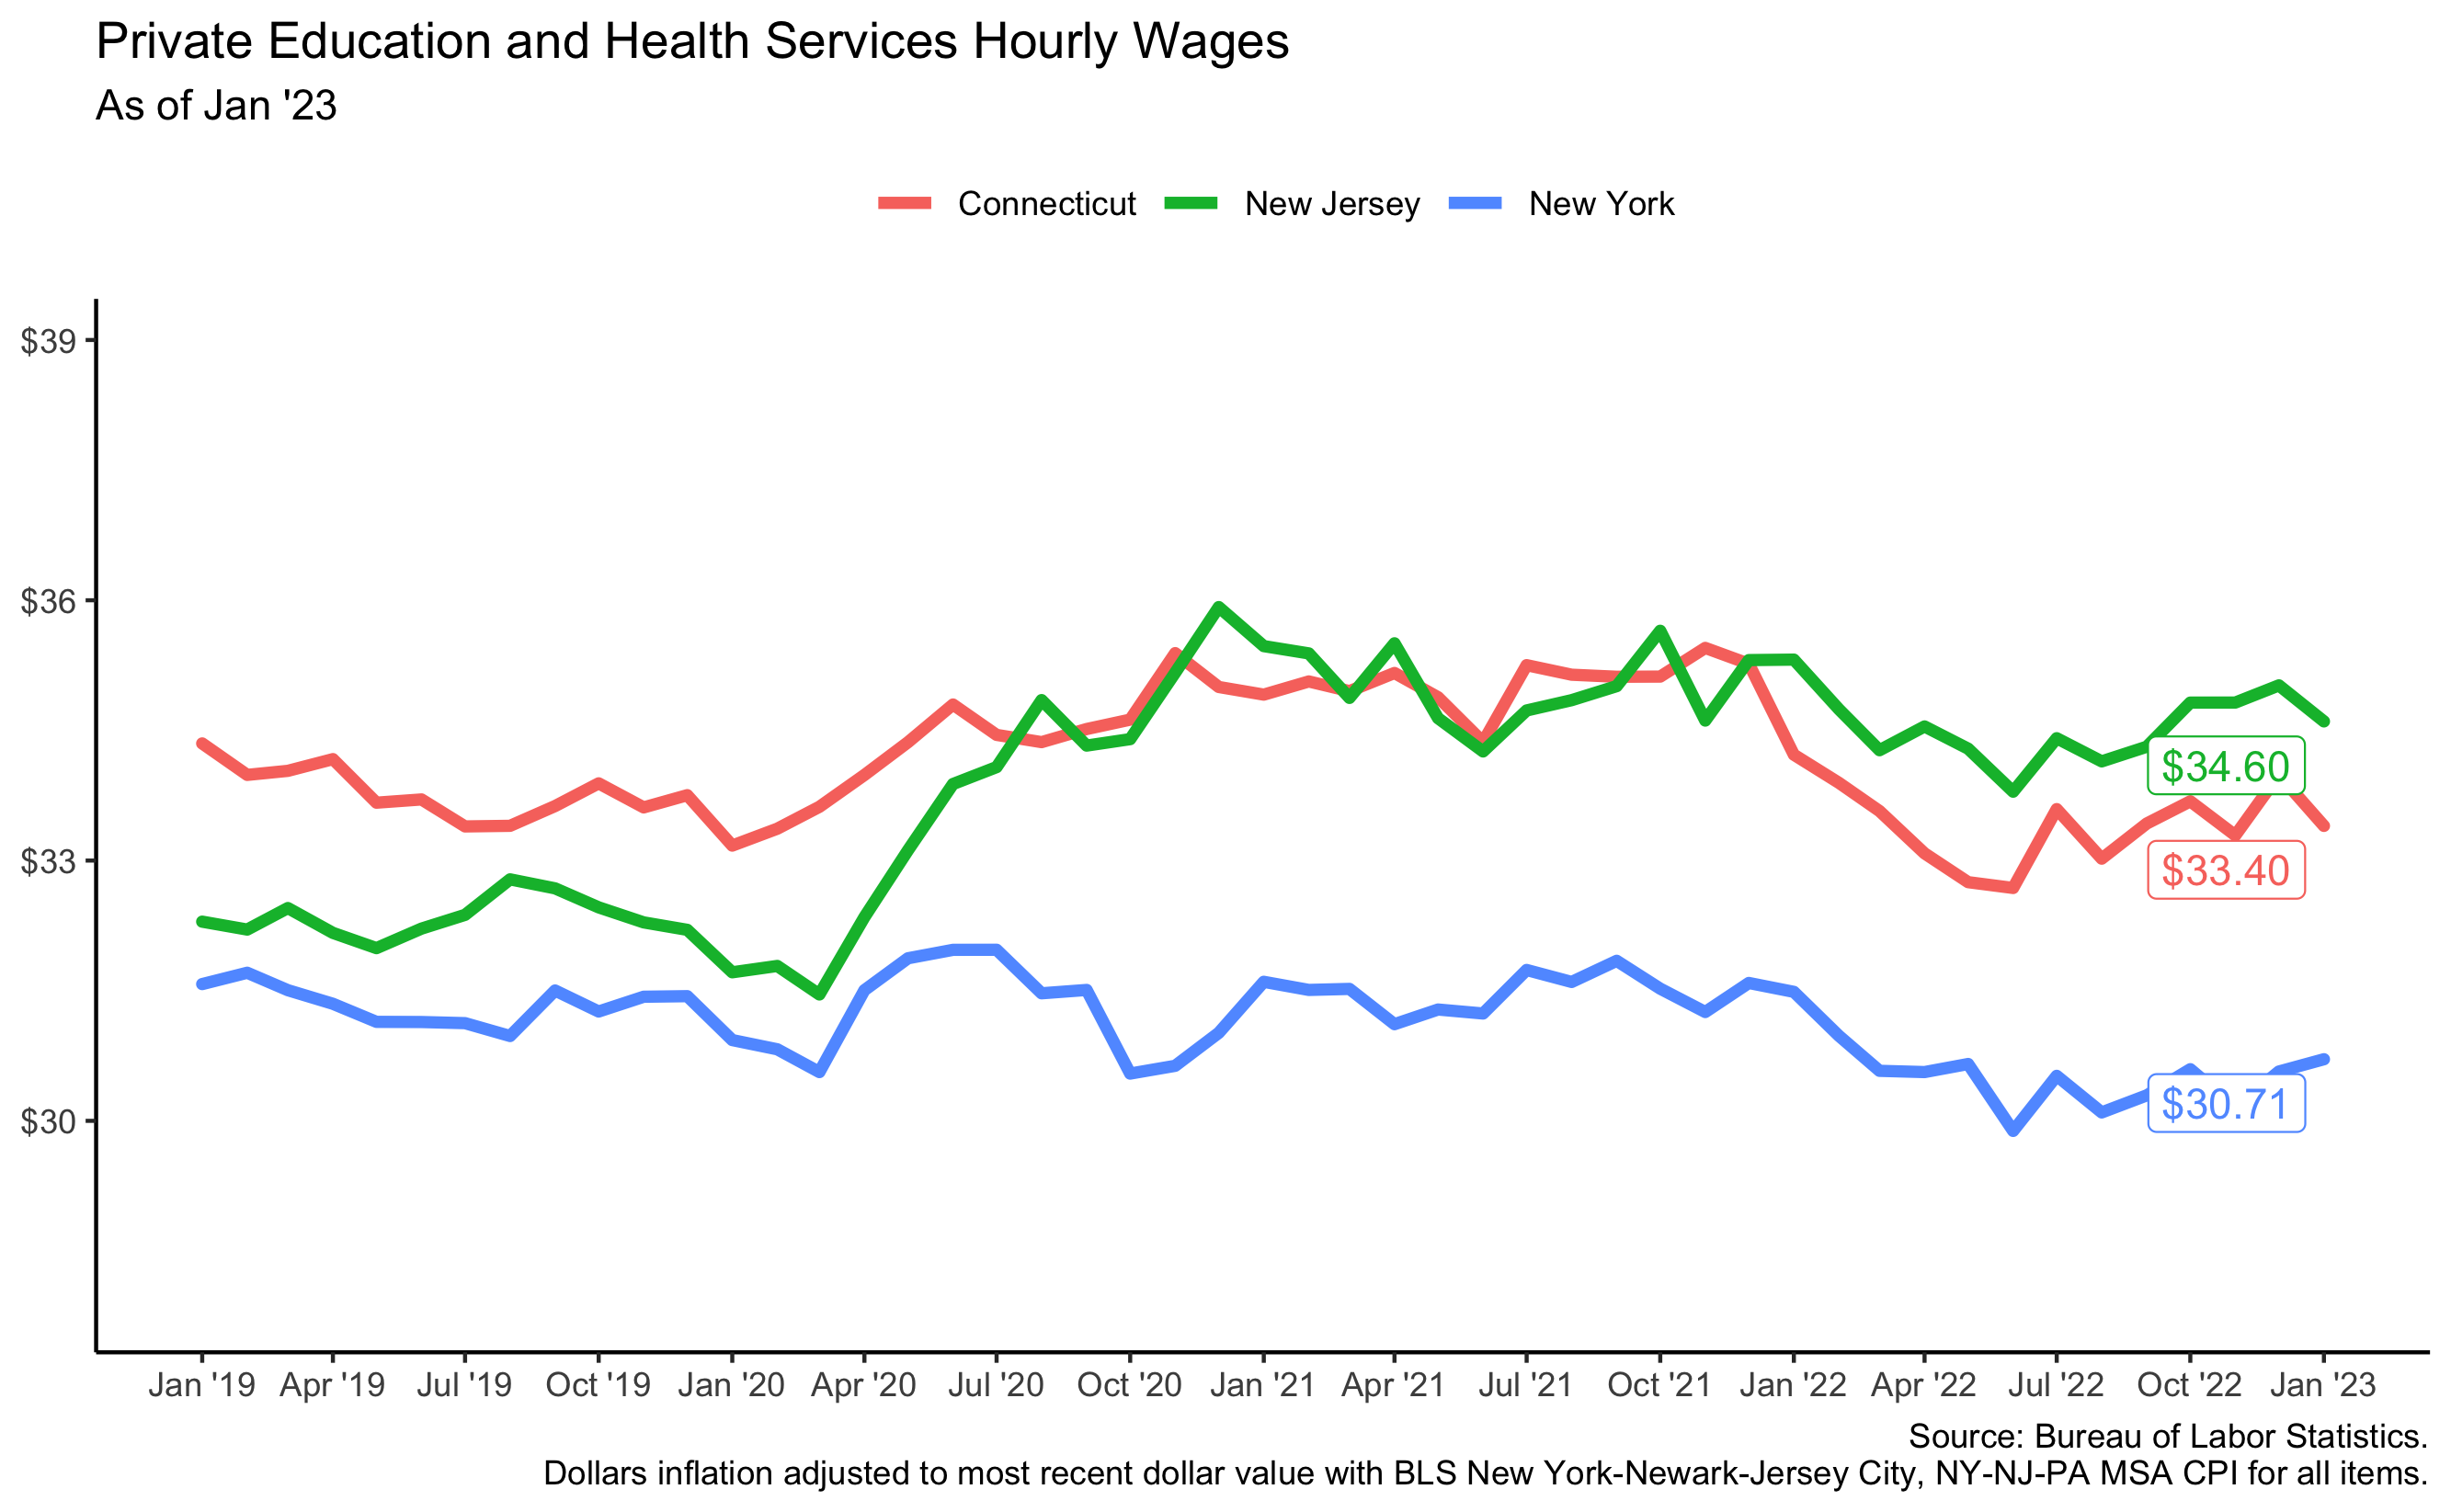 Private Education and Health Services Hourly Wages
As of Jan '23
Connecticut New Jersey New York
$39
$36
$33
$30
$34.60
$33.40
$30.71
Jan '19 Apr '19 Jul '19 Oct '19 Jan '20 Apr '20 Jul '20 Oct '20 Jan '21 Apr '21 Jul '21 Oct '21 Jan '22 Apr '22 Jul '22 Oct '22 Jan '23
Source: Bureau of Labor Statistics.
Dollars inflation adjusted to most recent dollar value with BLS New York-Newark-Jersey City, NY-NJ-PA MSA CPI for all items.